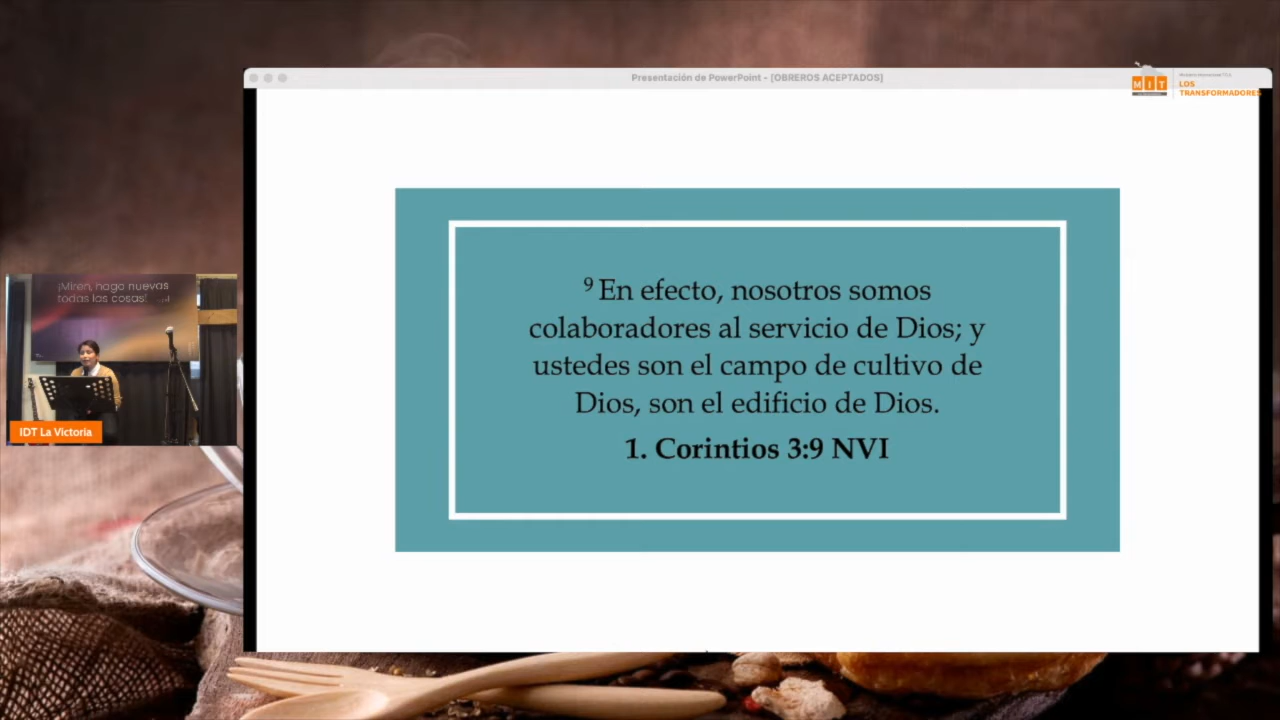 Presentación de PowerPoint - [OBREROS ACEPTADOS]
MIT
LOS
TRANSFORMADORES
9 En efecto, nosotros somos
colaboradores al servicio de Dios; y
ustedes son el campo de cultivo de
Dios, son el edificio de Dios.
1. Corintios 3:9 NVI
¡Miren, hago nuevas
todas las cosas!
IDT La Victoria